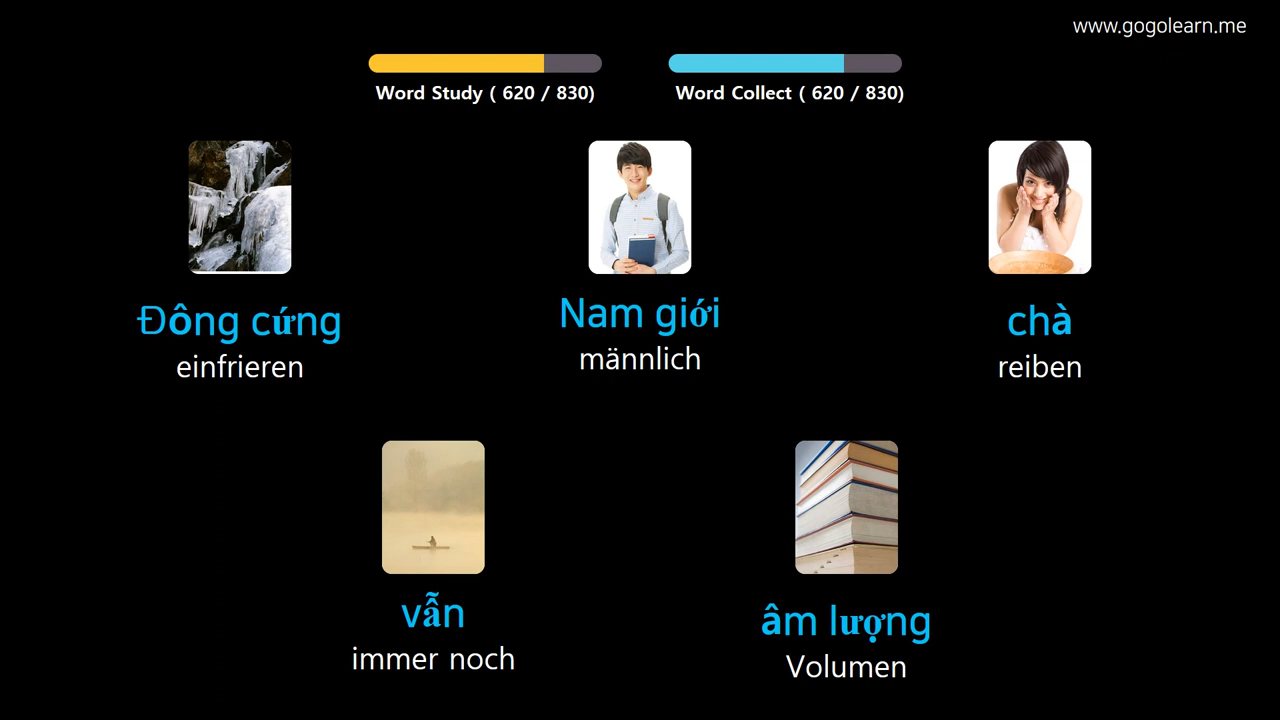 www.gogolearn.me
Word Study ( 620 / 830)
Word Collect ( 620 / 830)
Đông cứng
einfrieren
Nam giới
männlich
chà
reiben
vẫn
immer noch
âm lượng
Volumen